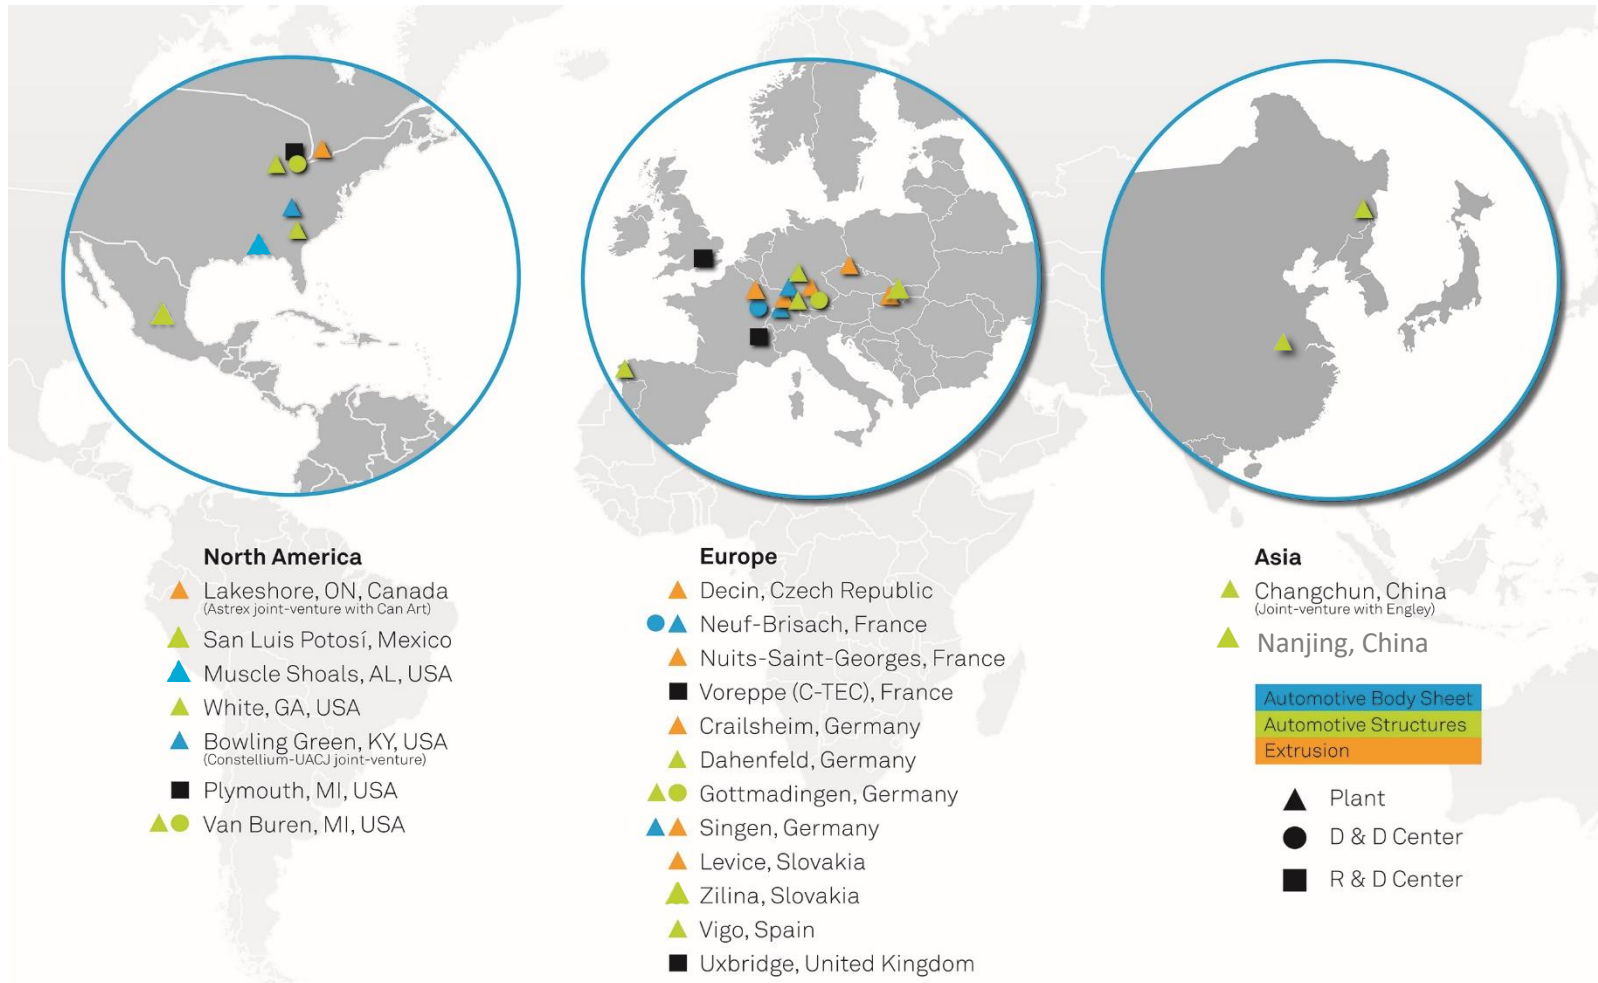 North America
Lakeshore, ON, Canada
(Astrex joint-venture with Can Art)
San Luis Potosí, Mexico
Muscle Shoals, AL, USA
White, GA, USA
Bowling Green, KY, USA
(Constellium-UACJ joint-venture)
Plymouth, MI, USA
Van Buren, MI, USA
Europe
Decin, Czech Republic
Neuf-Brisach, France
Nuits-Saint-Georges, France
Voreppe (C-TEC), France
Crailsheim, Germany
Dahenfeld, Germany
Gottmadingen, Germany
Singen, Germany
Levice, Slovakia
Zilina, Slovakia
Vigo, Spain
Uxbridge, United Kingdom
Asia
Changchun, China
(Joint-venture with Engley)
Nanjing, China
Automotive Body Sheet
Automotive Structures
Extrusion
Plant
D & D Center
R & D Center